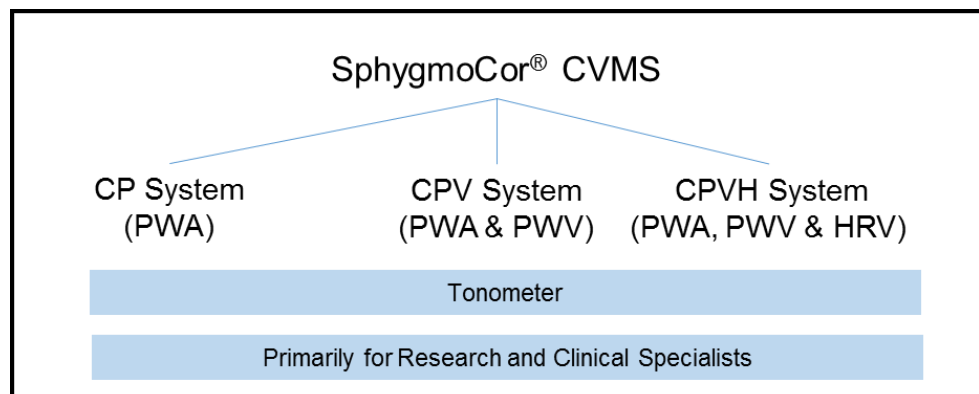 SphygmoCor® CVMS
CP System
(PWA)
CPV System
(PWA & PWV)
CPVH System
(PWA, PWV & HRV)
Tonometer
Primarily for Research and Clinical Specialists